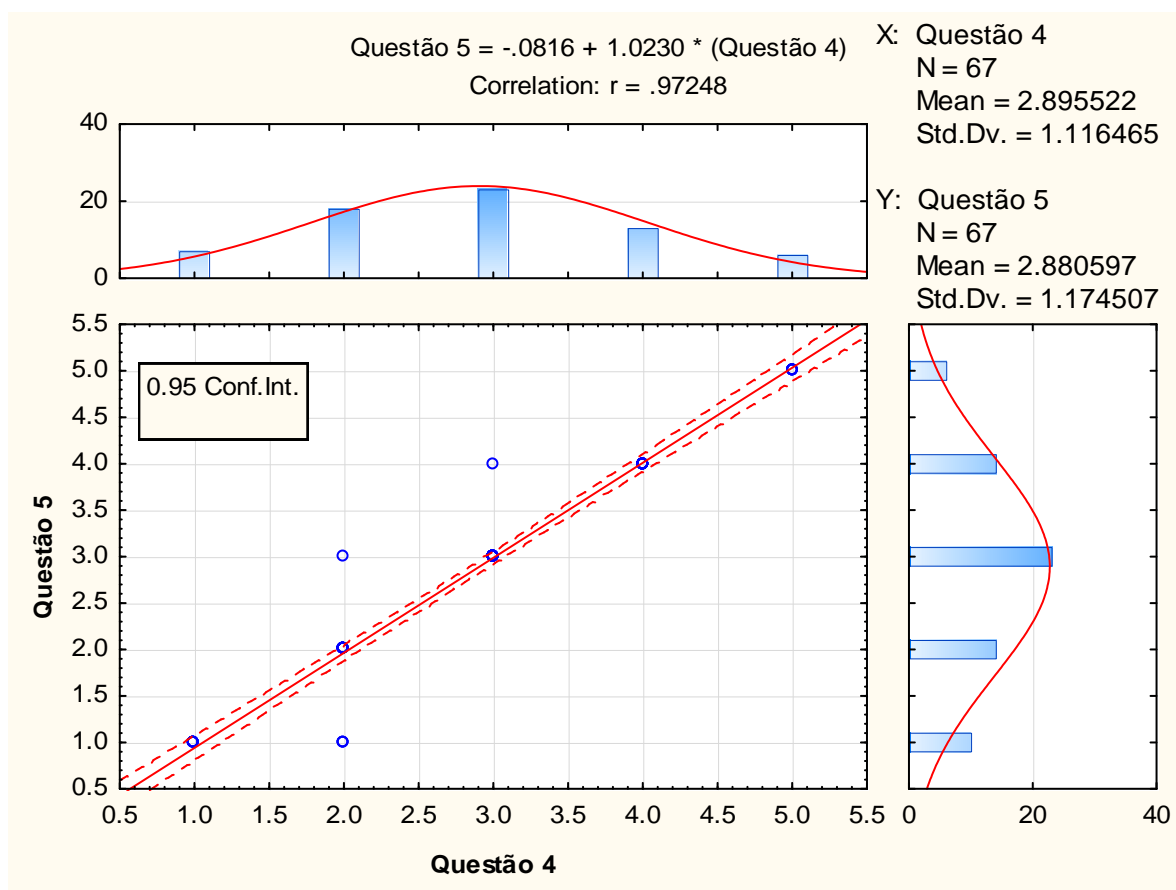 Questão 5 = -.0816 + 1.0230 * (Questão 4)
Correlation: r = .97248
X: Questão 4
N = 67
Mean = 2.895522
Std.Dv. = 1.116465
Y: Questão 5
N = 67
Mean = 2.880597
Std.Dv. = 1.174507
40
20
0
5.5
5.0
4.5
4.0
3.5
3.0
2.5
2.0
1.5
1.0
0.5
0.95 Conf.Int.
Questão 5
0.5 1.0 1.5 2.0 2.5 3.0 3.5 4.0 4.5 5.0 5.5
0 20 40
Questão 4